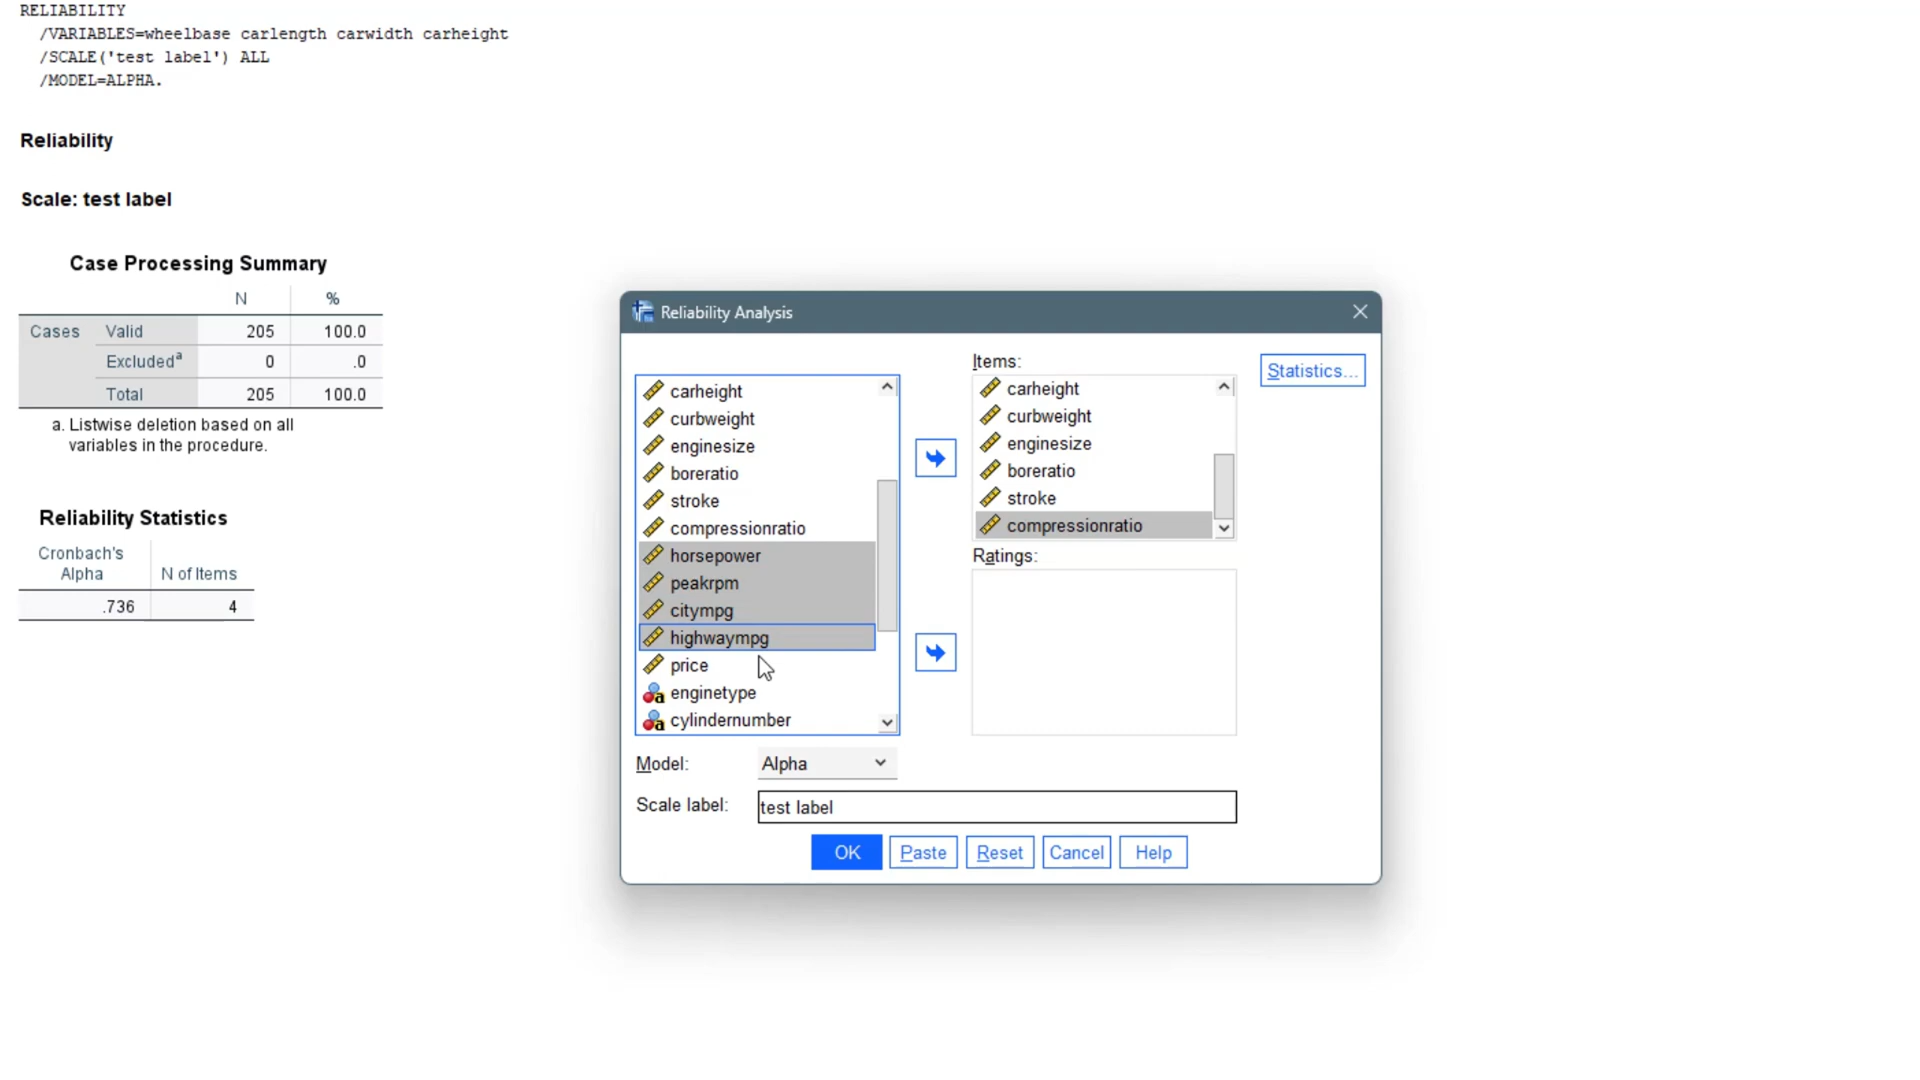 RELIABILITY
/VARIABLES=wheelbase carlength carwidth carheight
/SCALE('test label') ALL
/MODEL=ALPHA.
Reliability
Scale: test label
Case Processing Summary
N %
Cases Valid 205 100.0
Excludedᵃ 0 .0
Total 205 100.0
a. Listwise deletion based on all
variables in the procedure.
Reliability Statistics
Cronbach's
Alpha N of Items
.736 4
Reliability Analysis
carheight
curbweight
enginesize
boreratio
stroke
compressionratio
horsepower
peakrpm
citympg
highwaympg
price
enginetype
cylindernumber
Items:
carheight
curbweight
enginesize
boreratio
stroke
compressionratio
Ratings:
Statistics...
Model: Alpha
Scale label: test label
OK Paste Reset Cancel Help